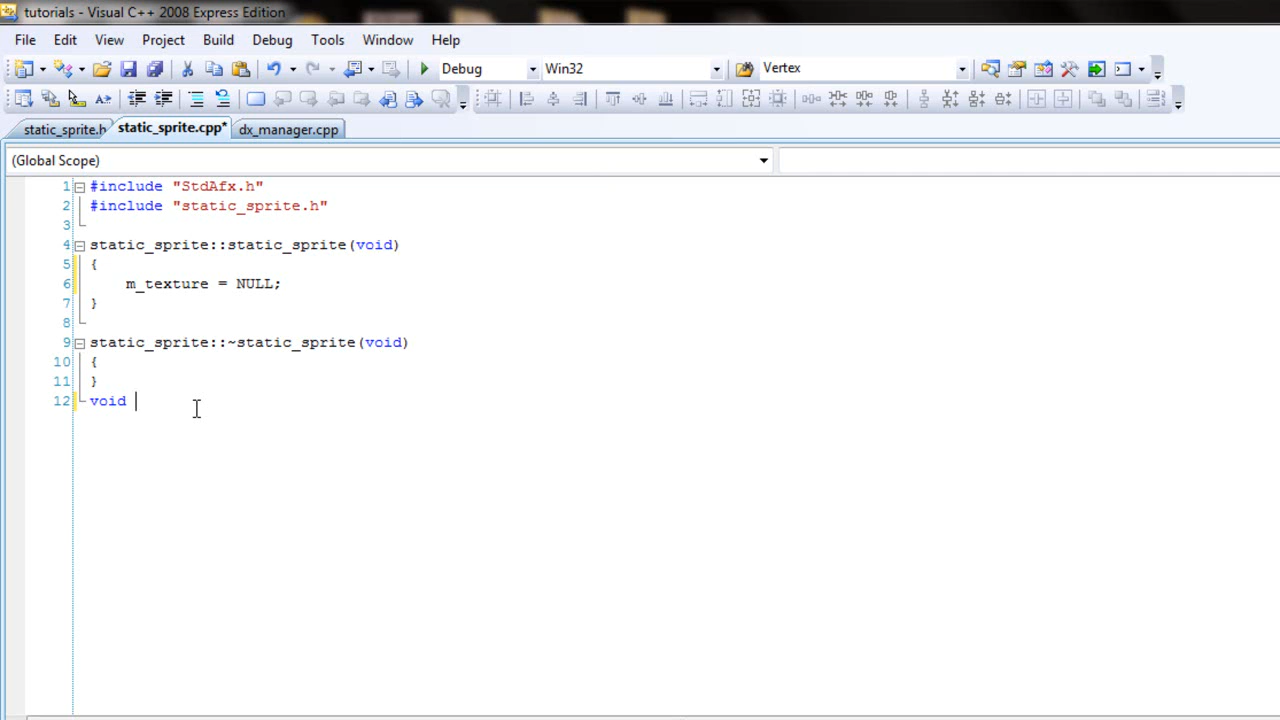 tutorials - Visual C++ 2008 Express Edition
File Edit View Project Build Debug Tools Window Help
Debug Win32 Vertex
static_sprite.h static_sprite.cpp* dx_manager.cpp
(Global Scope)
1 #include "StdAfx.h"
2 #include "static_sprite.h"
3
4 static_sprite::static_sprite(void)
5 {
6 m_texture = NULL;
7 }
8
9 static_sprite::~static_sprite(void)
10 {
11 }
12 void